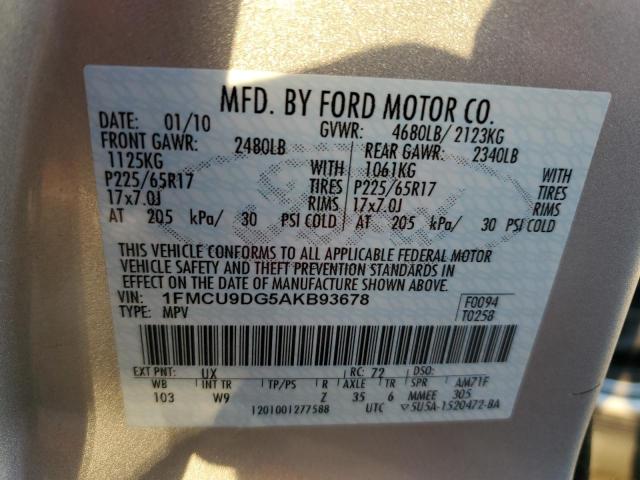 MFD. BY FORD MOTOR CO.
DATE: 01/10 GVWR: 4680LB/ 2123KG
FRONT GAWR: 2480LB REAR GAWR: 2340LB
1125KG WITH 1061KG WITH
P225/65R17 TIRES P225/65R17 TIRES
17x7.0J RIMS 17x7.0J RIMS
AT 205 kPa/ 30 PSI COLD AT 205 kPa/ 30 PSI COLD
THIS VEHICLE CONFORMS TO ALL APPLICABLE FEDERAL MOTOR
VEHICLE SAFETY AND THEFT PREVENTION STANDARDS IN
EFFECT ON THE DATE OF MANUFACTURE SHOWN ABOVE.
VIN: 1FMCU9DG5AKB93678 F0094
TYPE: MPV T0258
EXT PNT: UX RC: 72 DSO:
WB INT TR TP/PS R AXLE TR SPR AM71F
103 W9 Z 35 6 MMEE 305
1201001277588 UTC 5U5A-1520472-BA